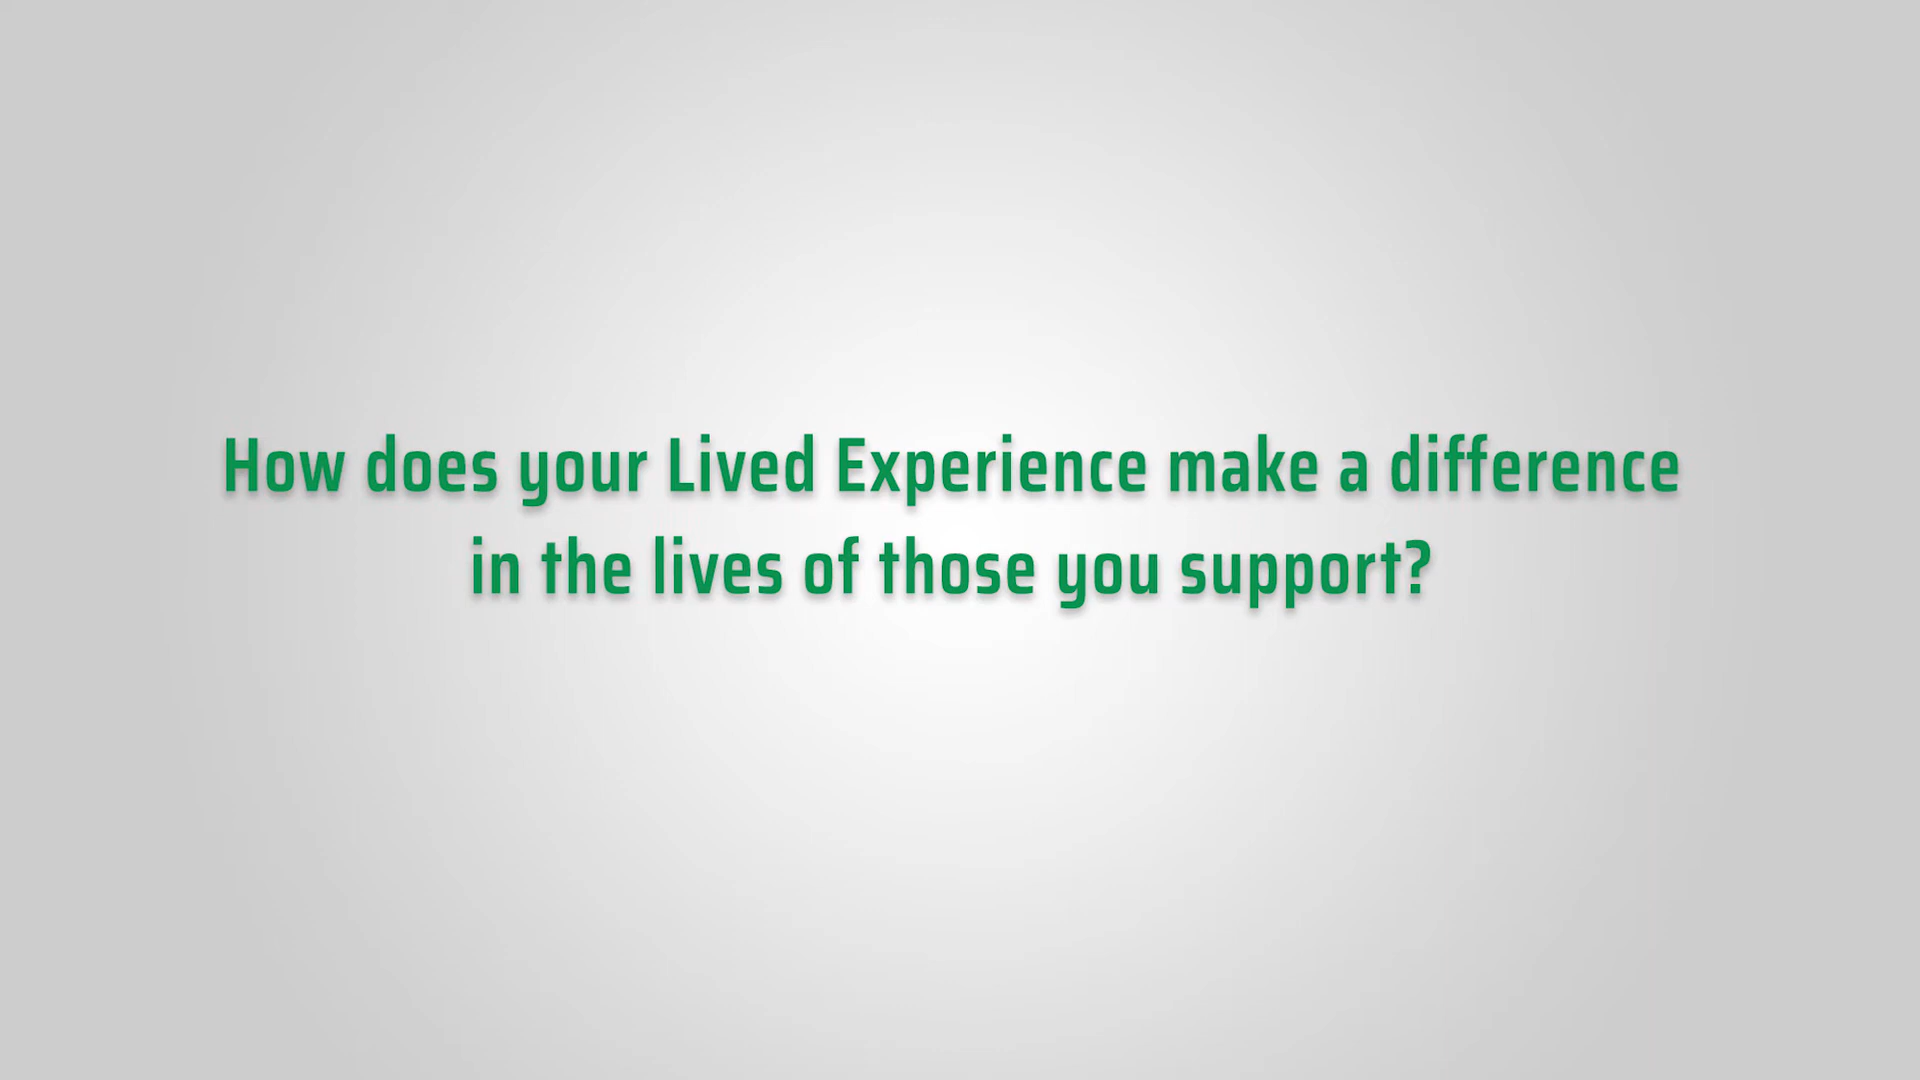 How does your Lived Experience make a difference
in the lives of those you support?